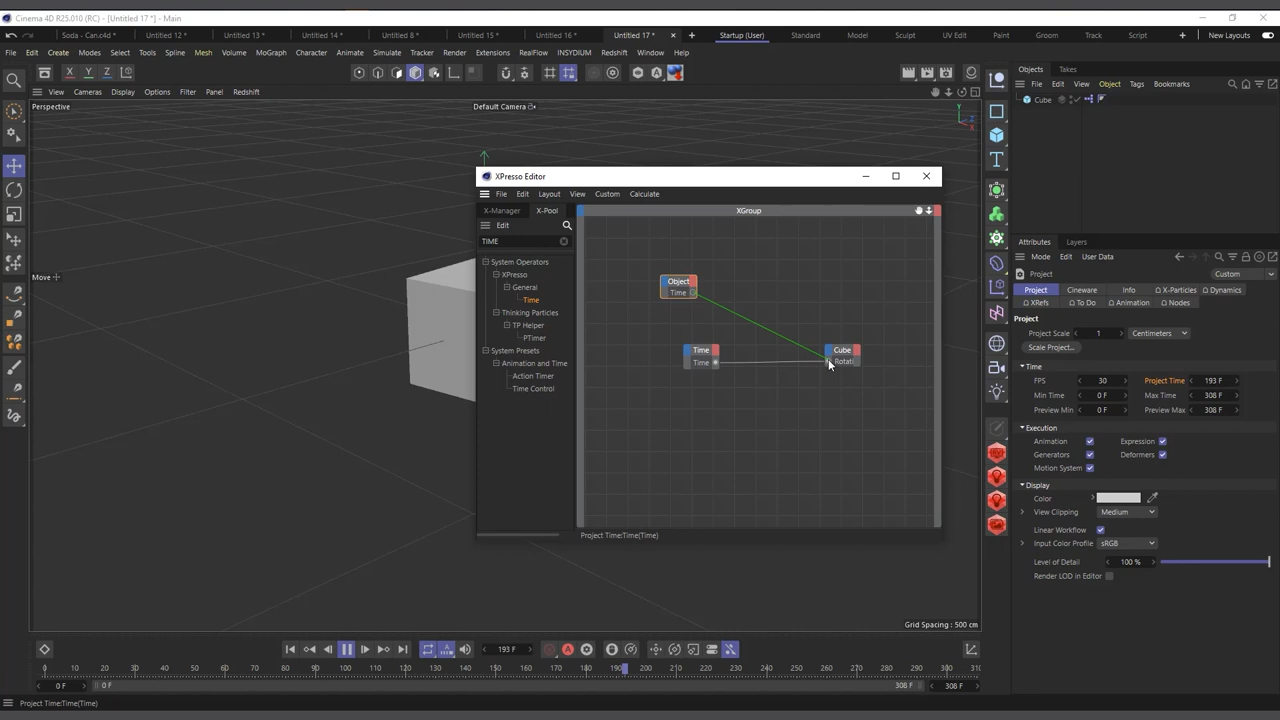 Cinema 4D R25.010 (RC) - [Untitled 17 *] - Main
Soda - Can.c4d *
Untitled 12 *
Untitled 13 *
Untitled 14 *
Untitled 8 *
Untitled 15 *
Untitled 16 *
Untitled 17 *
Startup (User)
Standard
Model
Sculpt
UV Edit
Paint
Groom
Track
Script
New Layouts
File
Edit
Create
Modes
Select
Tools
Spline
Mesh
Volume
MoGraph
Character
Animate
Simulate
Tracker
Render
Extensions
RealFlow
INSYDIUM
Redshift
Window
Help
X
Y
Z
Objects
Takes
View
Cameras
Display
Options
Filter
Panel
Redshift
File
Edit
View
Object
Tags
Bookmarks
Cube
Perspective
Default Camera
Y
Z
X
Move
XPresso Editor
File
Edit
Layout
View
Custom
Calculate
X-Manager
X-Pool
XGroup
Edit
TIME
System Operators
XPresso
General
Time
Thinking Particles
TP Helper
PTimer
System Presets
Animation and Time
Action Timer
Time Control
Object
Time
Time
Time
Cube
Rotati
Project Time:Time(Time)
Attributes
Layers
Mode
Edit
User Data
Project
Custom
Project
Cineware
Info
X-Particles
Dynamics
XRefs
To Do
Animation
Nodes
Project
Project Scale
1
Centimeters
Scale Project...
Time
FPS
30
Project Time
193 F
Min Time
0 F
Max Time
308 F
Preview Min
0 F
Preview Max
308 F
Execution
Animation
Expression
Generators
Deformers
Motion System
Display
Color
View Clipping
Medium
Linear Workflow
Input Color Profile
sRGB
Level of Detail
100 %
Render LOD in Editor
Grid Spacing : 500 cm
193 F
0 10 20 30 40 50 60 70 80 90 100 110 120 130 140 150 160 170 180 190 200 210 220 230 240 250 260 270 280 290 300 310
0 F
0 F
308 F
308 F
Project Time:Time(Time)